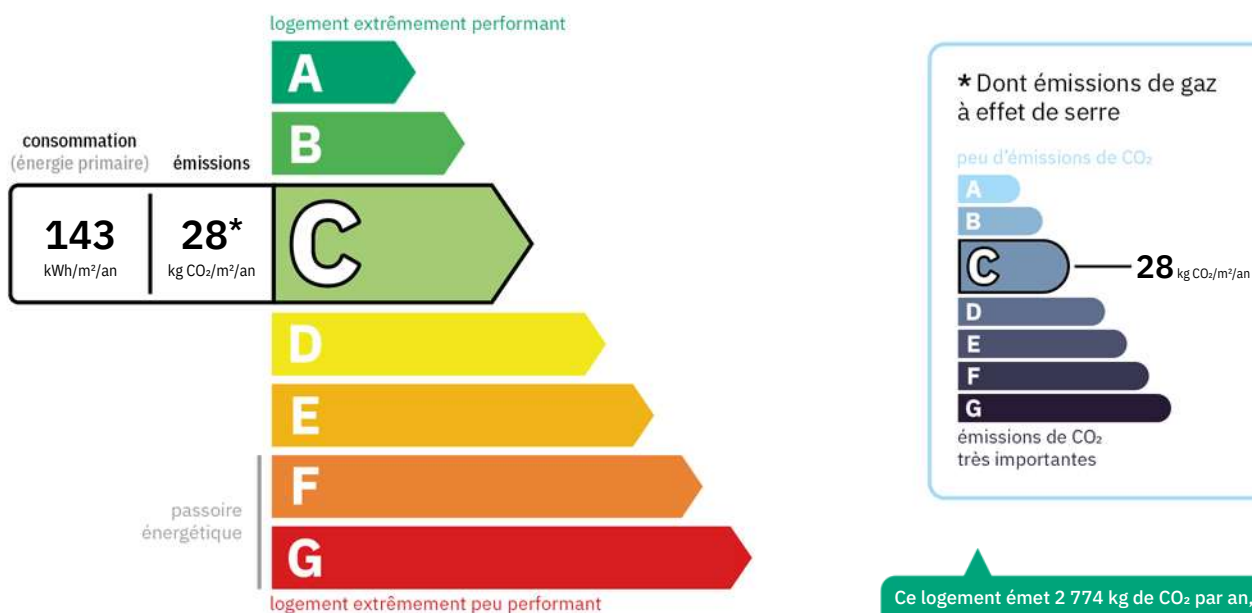 logement extrêmement performant
A
B
consommation
(énergie primaire)
émissions
143
kWh/m²/an
28*
kg CO₂/m²/an
C
D
E
F
G
passoire
énergétique
logement extrêmement peu performant
* Dont émissions de gaz
à effet de serre
peu d'émissions de CO₂
A
B
C
28 kg CO₂/m²/an
D
E
F
G
émissions de CO₂
très importantes
Ce logement émet 2 774 kg de CO₂ par an,